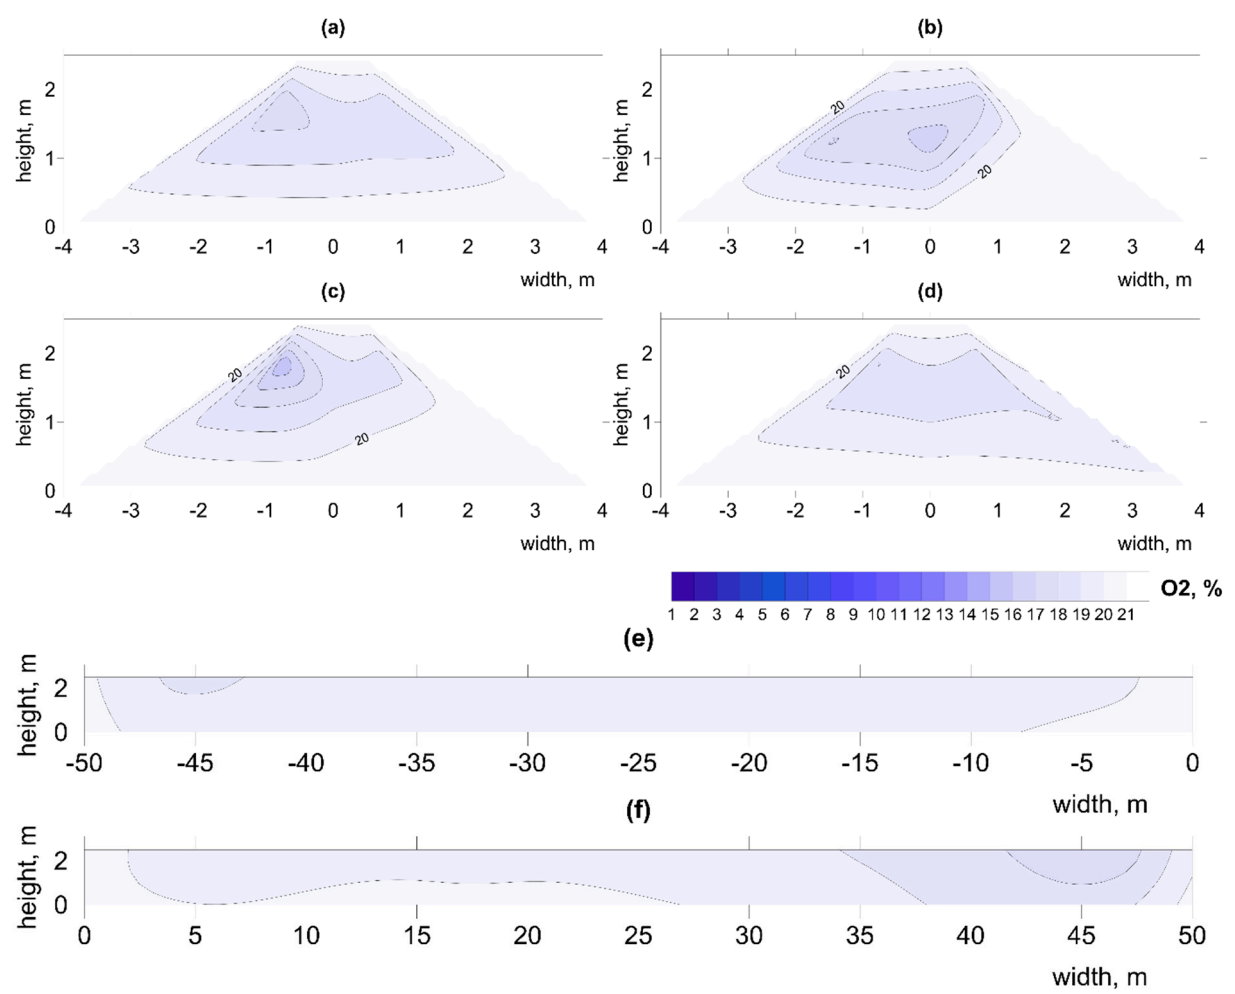 (a) (b)
height, m 2 1 0 height, m 2 1 0
20 20
-4 -3 -2 -1 0 1 2 3 4 -4 -3 -2 -1 0 1 2 3 4
width, m width, m
(c) (d)
height, m 2 1 0 height, m 2 1 0
20 20 20
-4 -3 -2 -1 0 1 2 3 4 -4 -3 -2 -1 0 1 2 3 4
width, m width, m
O2, %
1 2 3 4 5 6 7 8 9 10 11 12 13 14 15 16 17 18 19 20 21
(e)
height, m 2 0
-50 -45 -40 -35 -30 -25 -20 -15 -10 -5 0
width, m
(f)
height, m 2 0
0 5 10 15 20 25 30 35 40 45 50
width, m